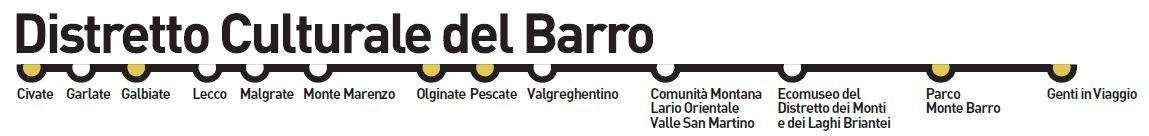 Distretto Culturale del Barro
Civate Garlate Galbiate Lecco Malgrate Monte Marenzo Olginate Pescate Valgreghentino
Comunità Montana
Lario Orientale
Valle San Martino
Ecomuseo del
Distretto dei Monti
e dei Laghi Briantei
Parco
Monte Barro
Genti in Viaggio